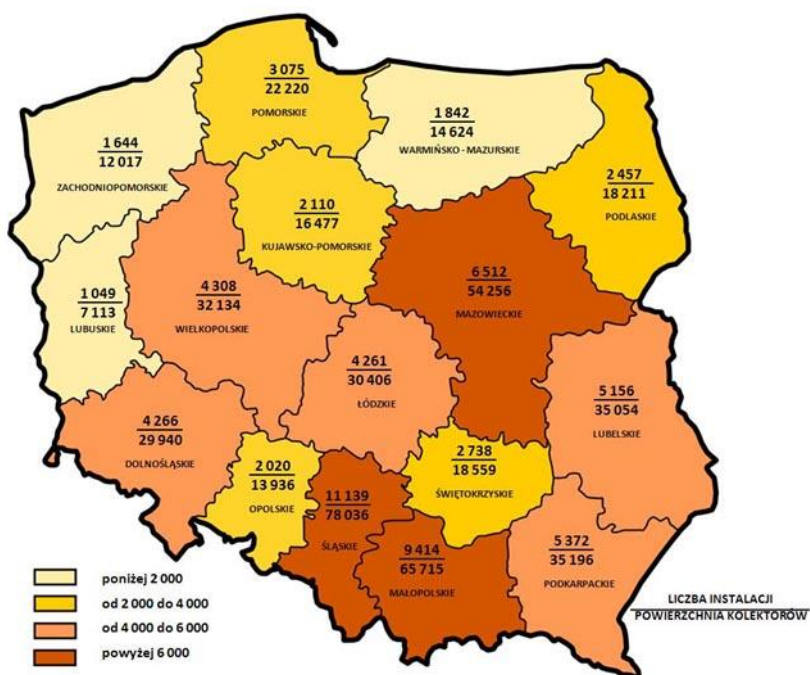 3 075
22 220
POMORSKIE
1 842
14 624
WARMIŃSKO - MAZURSKIE
1 644
12 017
ZACHODNIOPOMORSKIE
2 457
18 211
PODLASKIE
2 110
16 477
KUJAWSKO-POMORSKIE
6 512
54 256
MAZOWIECKIE
1 049
7 113
LUBUSKIE
4 308
32 134
WIELKOPOLSKIE
4 261
30 406
ŁÓDZKIE
5 156
35 054
LUBELSKIE
4 266
29 940
DOLNOŚLĄSKIE
2 020
13 936
OPOLSKIE
2 738
18 559
ŚWIĘTOKRZYSKIE
11 139
78 036
ŚLĄSKIE
9 414
65 715
MAŁOPOLSKIE
5 372
35 196
PODKARPACKIE
poniżej 2 000
od 2 000 do 4 000
od 4 000 do 6 000
powyżej 6 000
LICZBA INSTALACJI
POWIERZCHNIA KOLEKTORÓW